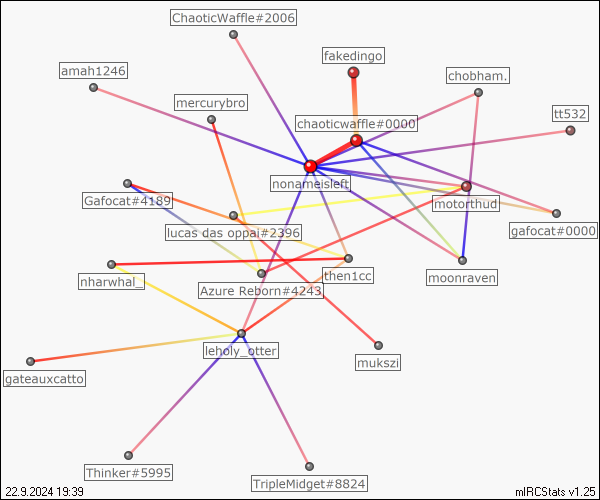 ChaoticWaffle#2006
fakedingo
amah1246
chobham.
mercurybro
tt532
chaoticwaffle#0000
nonameisleft
Gafocat#4189
motorthud
lucas das oppai#2396
gafocat#0000
nharwhal_
then1cc
moonraven
Azure Reborn#4243
leholy_otter
mukszi
gateauxcatto
Thinker#5995
TripleMidget#8824
22.9.2024 19:39
mIRCStats v1.25